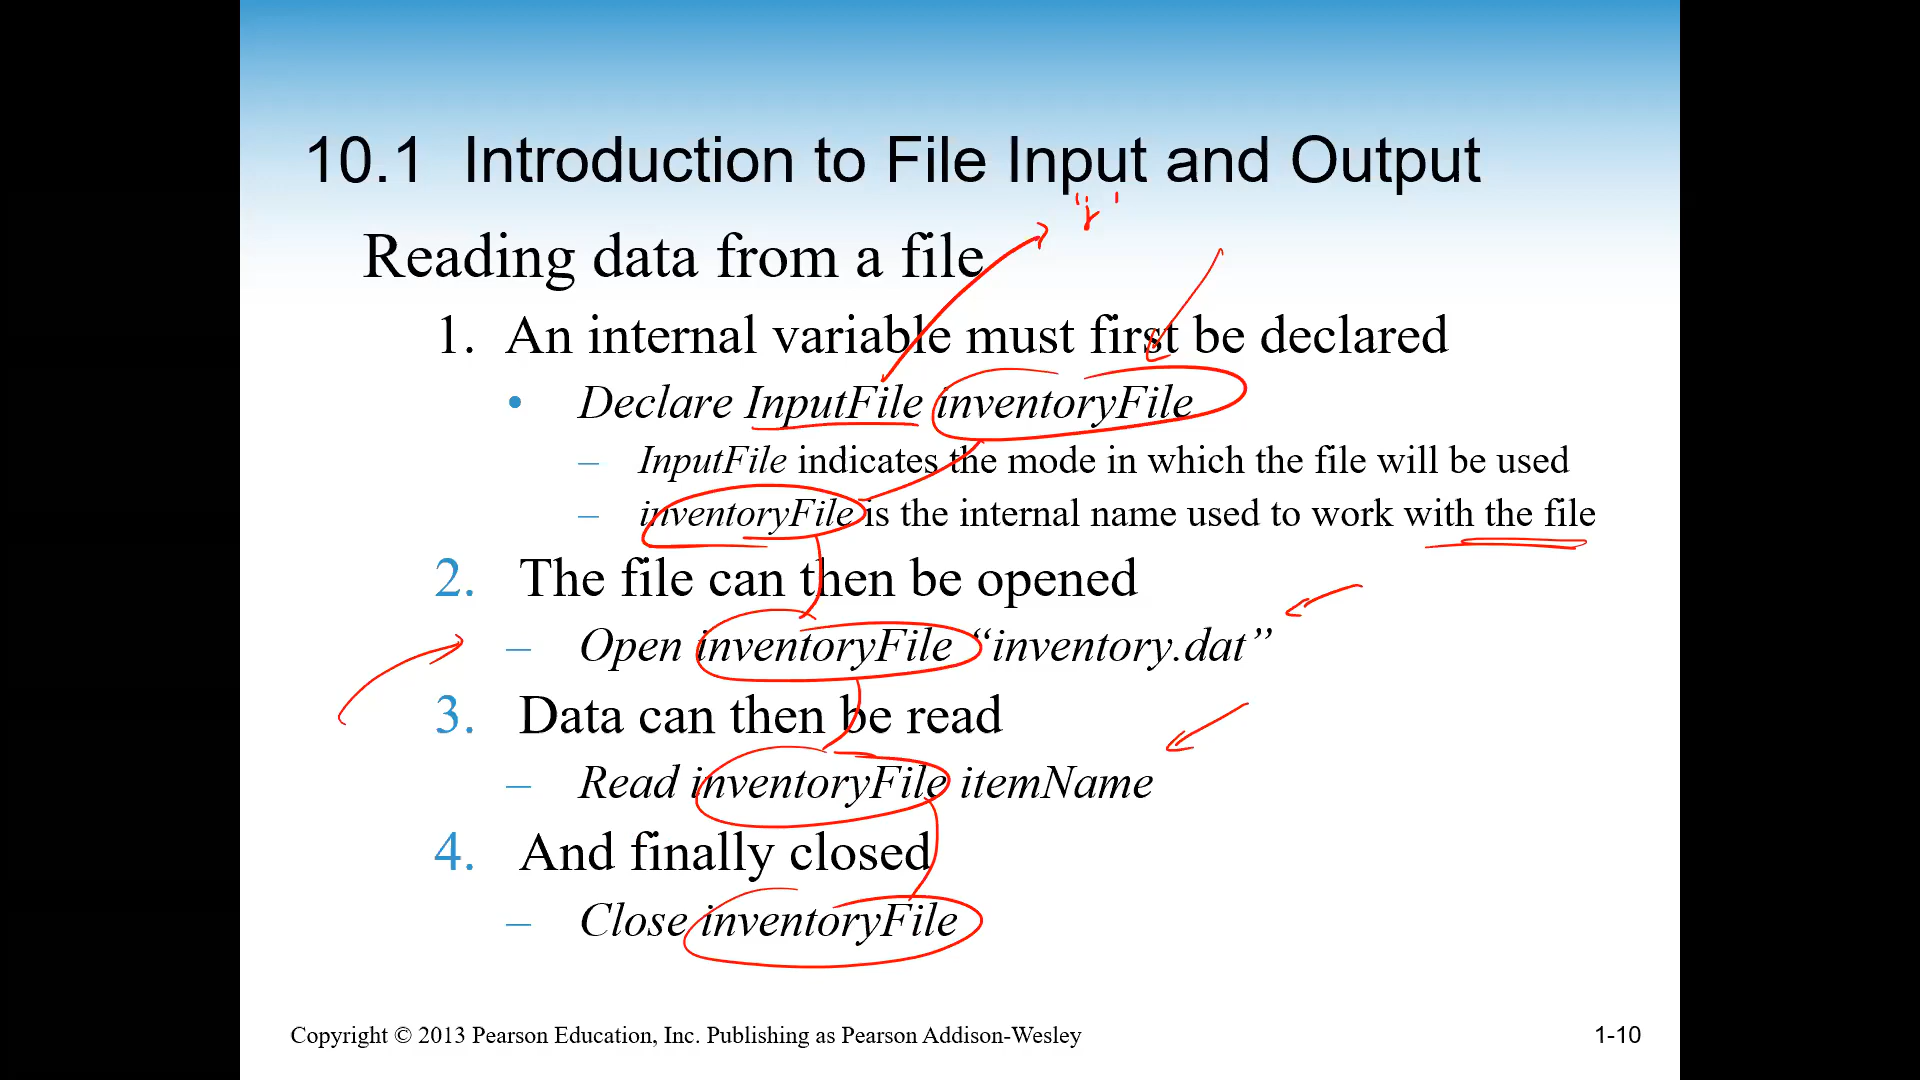 10.1 Introduction to File Input and Output
'r'
Reading data from a file
1. An internal variable must first be declared
• Declare InputFile inventoryFile
– InputFile indicates the mode in which the file will be used
– inventoryFile is the internal name used to work with the file
2. The file can then be opened
– Open inventoryFile “inventory.dat”
3. Data can then be read
– Read inventoryFile itemName
4. And finally closed
– Close inventoryFile
Copyright © 2013 Pearson Education, Inc. Publishing as Pearson Addison-Wesley
1-10